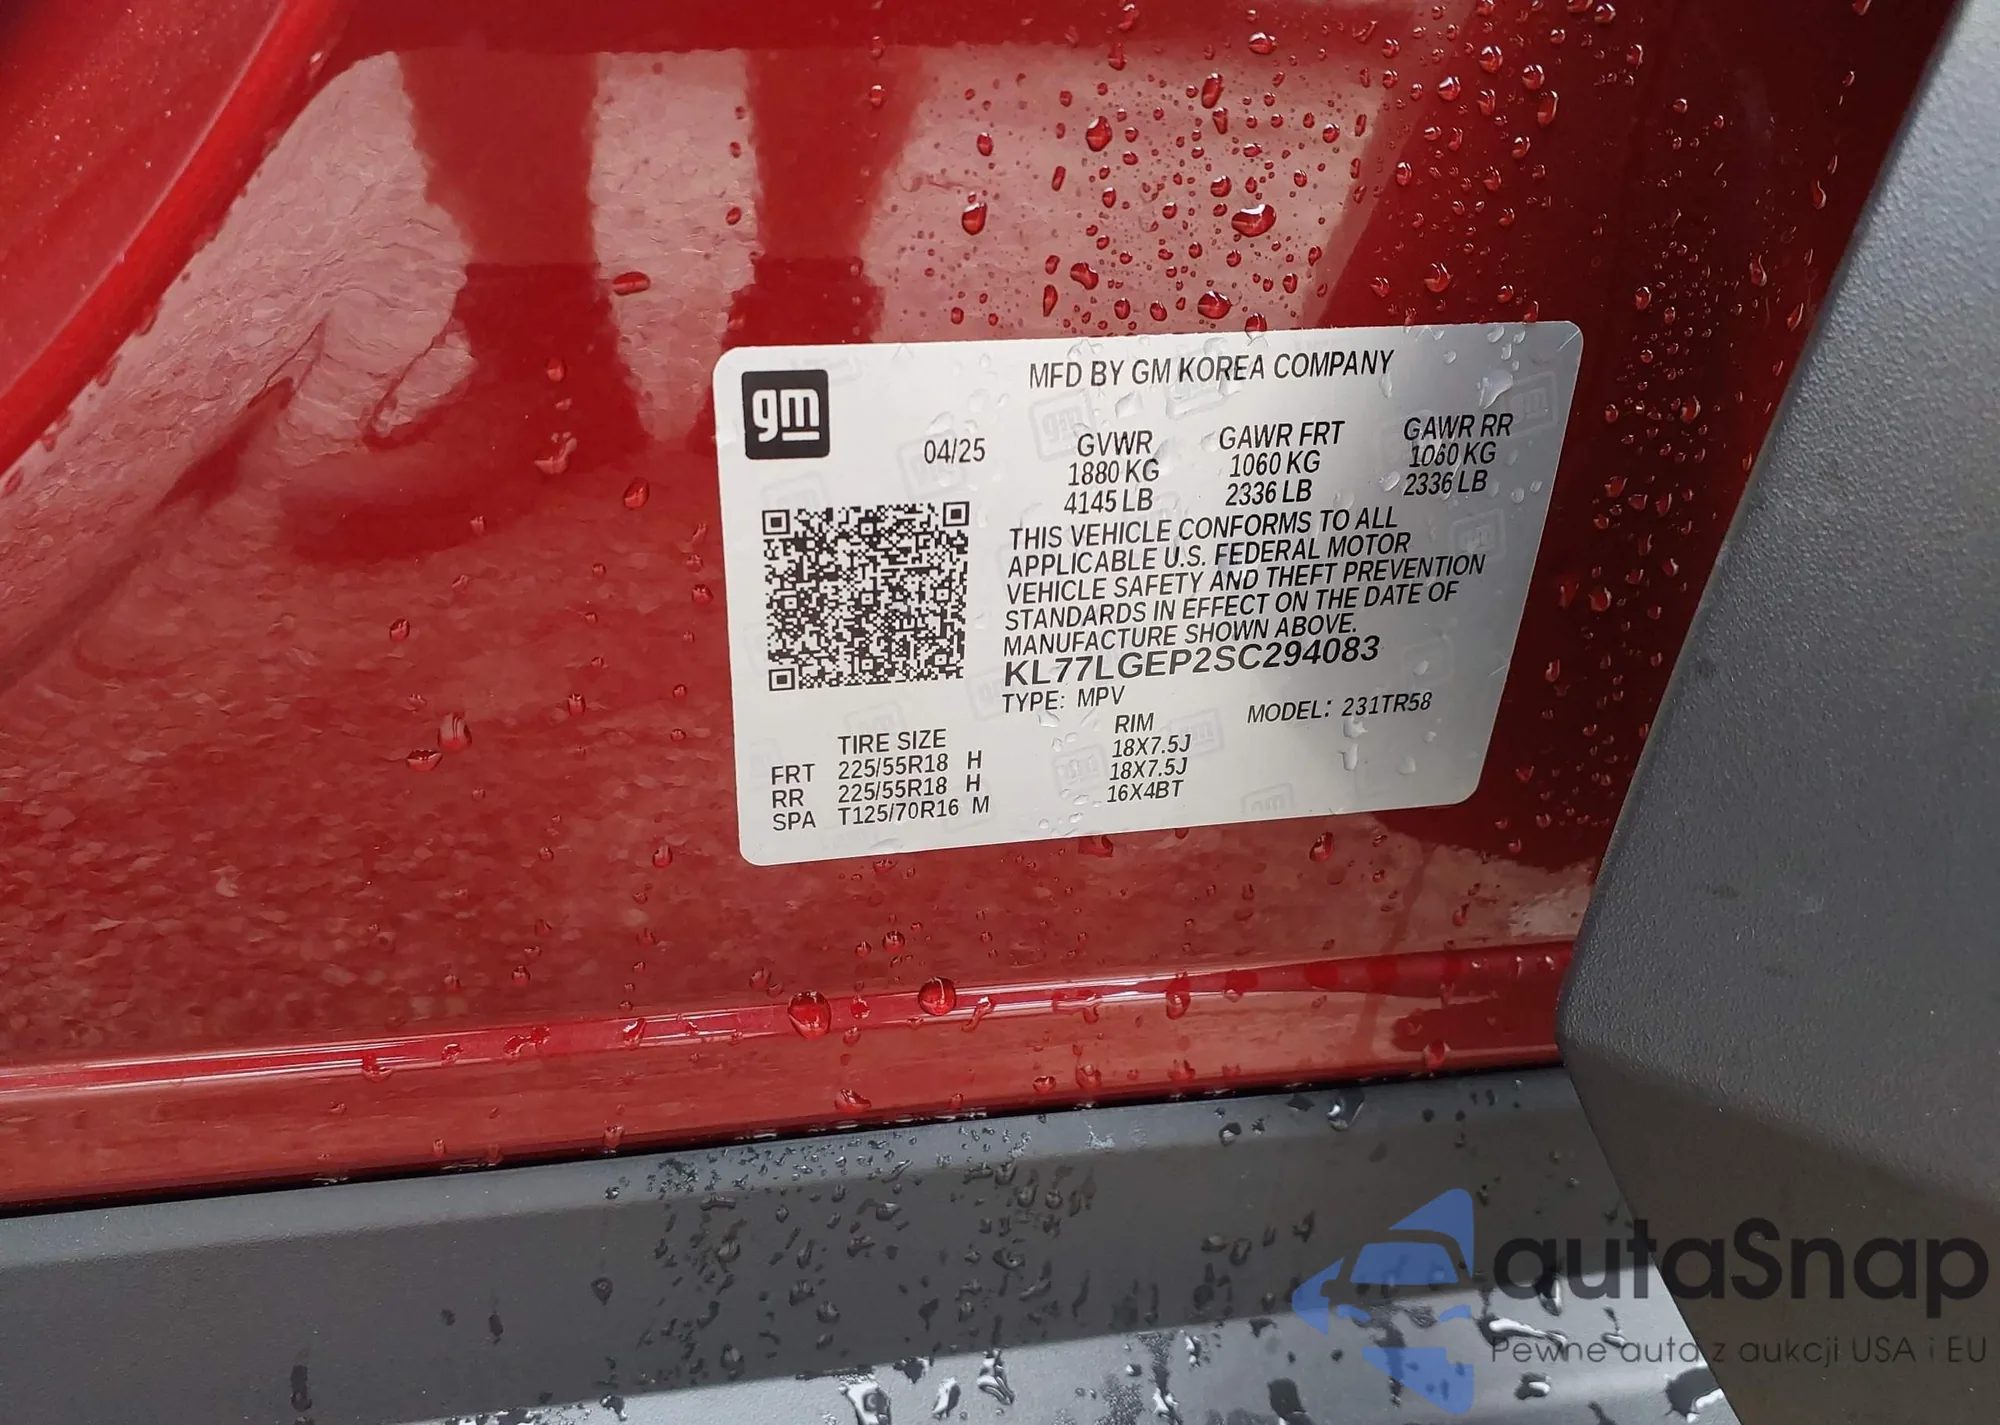 gm
MFD BY GM KOREA COMPANY
04/25 GVWR GAWR FRT GAWR RR
1880 KG 1060 KG 1060 KG
4145 LB 2336 LB 2336 LB
THIS VEHICLE CONFORMS TO ALL
APPLICABLE U.S. FEDERAL MOTOR
VEHICLE SAFETY AND THEFT PREVENTION
STANDARDS IN EFFECT ON THE DATE OF
MANUFACTURE SHOWN ABOVE.
KL77LGEP2SC294083
TYPE: MPV MODEL: 231TR58
TIRE SIZE RIM
FRT 225/55R18 H 18X7.5J
RR 225/55R18 H 18X7.5J
SPA T125/70R16 M 16X4BT
autaSnap
Pewne auta z aukcji USA i EU